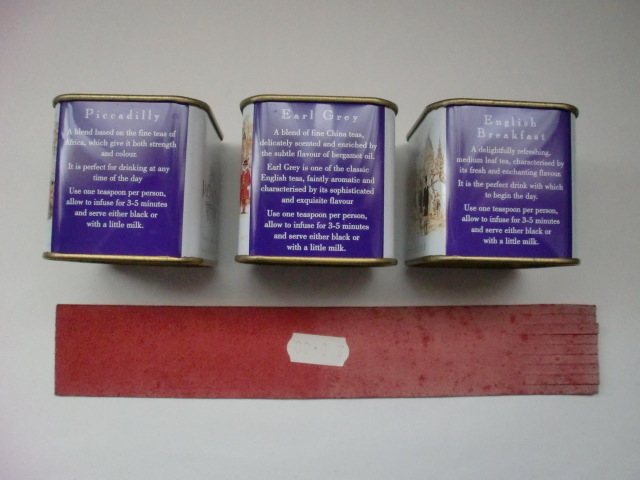 Piccadilly
A blend based on the fine teas of
Africa, which give it both strength
and colour.
It is perfect for drinking at any
time of the day
Use one teaspoon per person,
allow to infuse for 3-5 minutes
and serve either black or
with a little milk.
Earl Grey
A blend of fine China teas,
delicately scented and enriched by
the subtle flavour of bergamot oil.
Earl Grey is one of the classic
English teas, faintly aromatic and
characterised by its sophisticated
and exquisite flavour
Use one teaspoon per person,
allow to infuse for 3-5 minutes
and serve either black or
with a little milk.
English
Breakfast
A delightfully refreshing,
medium leaf tea, characterised by
its fresh and enchanting flavour.
It is the perfect drink with which
to begin the day.
Use one teaspoon per person,
allow to infuse for 3-5 minutes
and serve either black or
with a little milk.